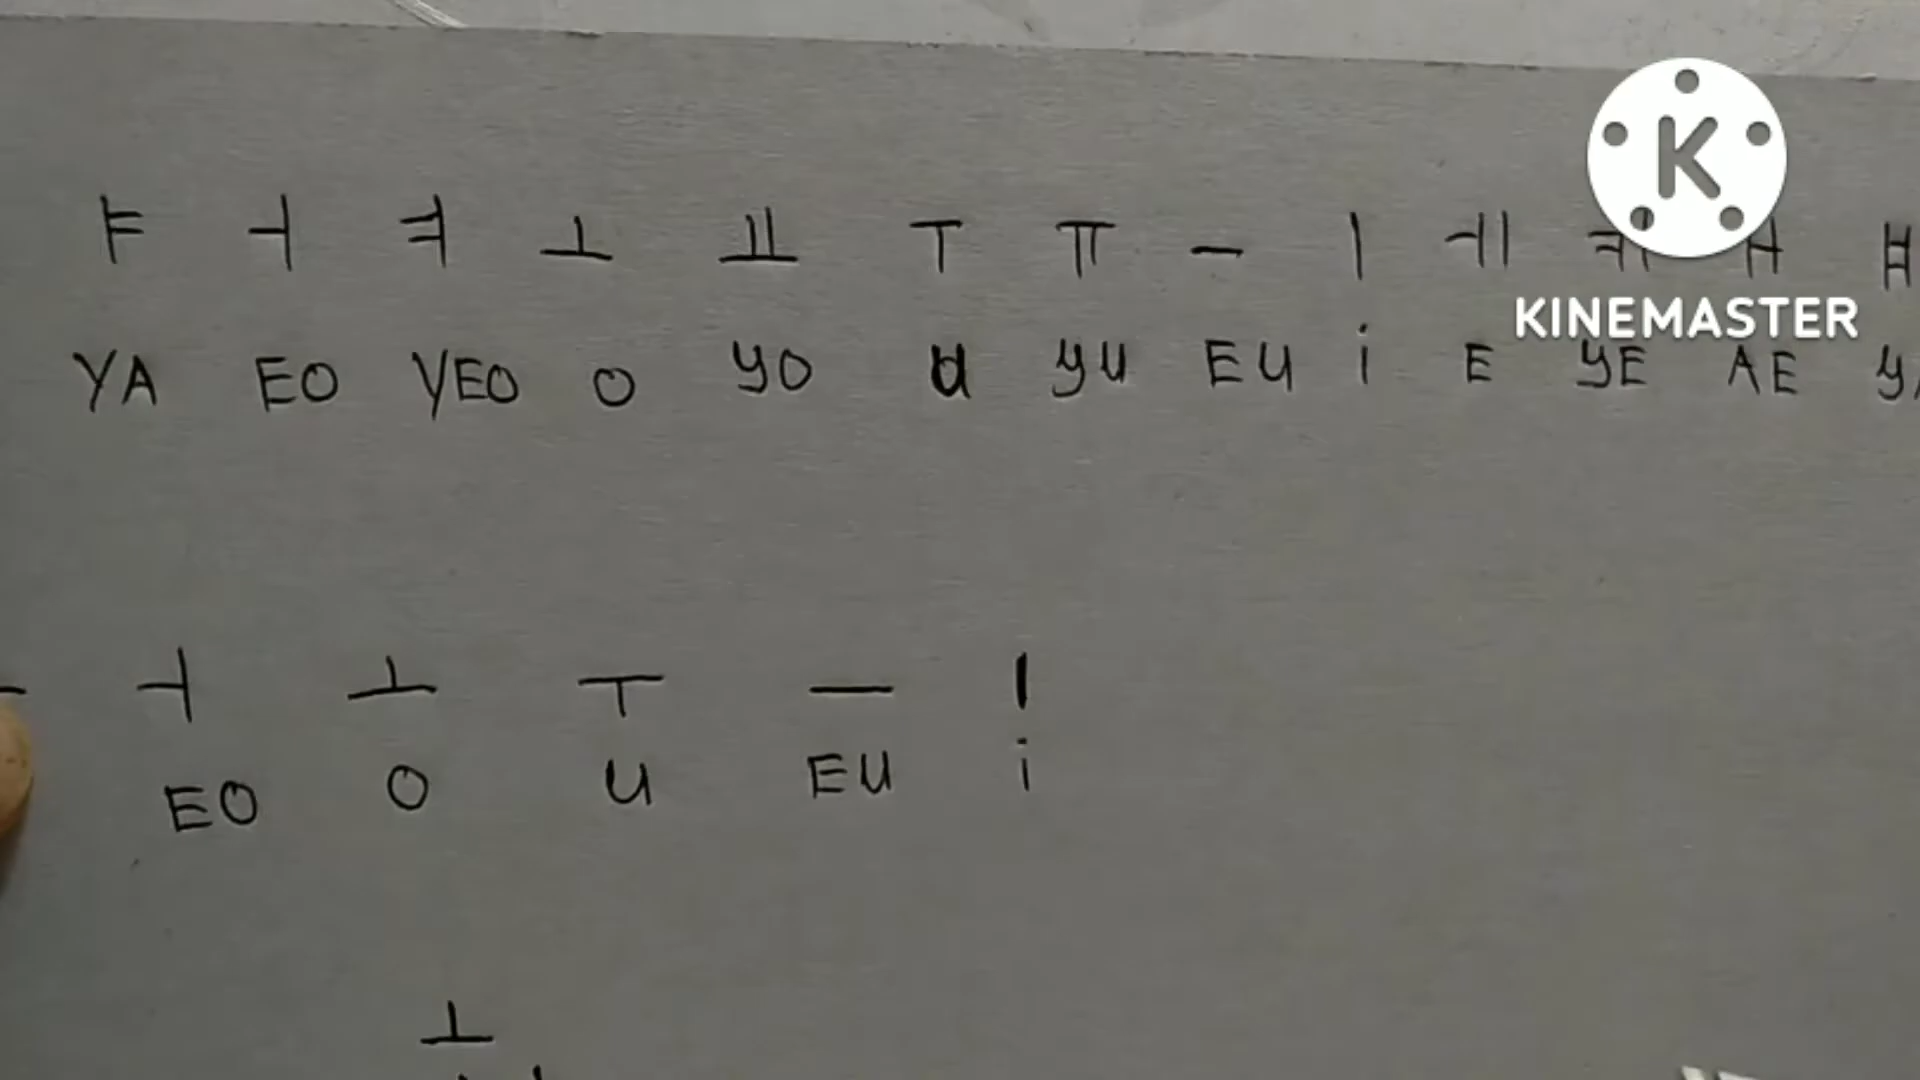 ㅑ ㅓ ㅕ ㅗ ㅛ ㅜ ㅠ ㅡ ㅣ ㅔ ㅖ ㅐ ㅒ
YA EO YEO O YO U YU EU i E YE AE
ㅓ ㅗ ㅜ ㅡ ㅣ
EO O U EU i
ㅗ
K
KINEMASTER